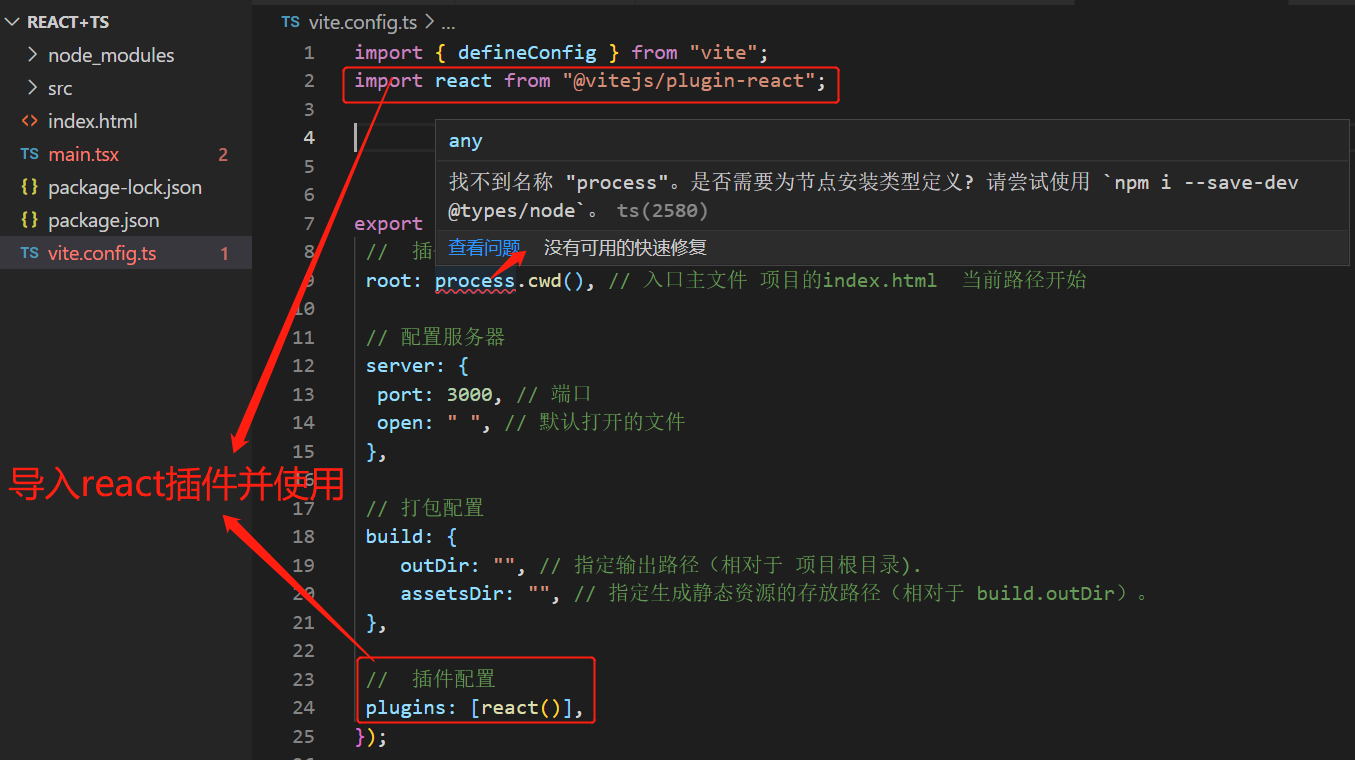 REACT+TS
node_modules
src
index.html
TS main.tsx 2
{} package-lock.json
{} package.json
TS vite.config.ts 1
TS vite.config.ts > ...
1 import { defineConfig } from "vite";
2 import react from "@vitejs/plugin-react";
3
4
5
6
7 export
any
找不到名称 "process"。是否需要为节点安装类型定义? 请尝试使用 `npm i --save-dev
@types/node`。 ts(2580)
查看问题 没有可用的快速修复
8 // 插
9 root: process.cwd(), // 入口主文件 项目的index.html 当前路径开始
10
11 // 配置服务器
12 server: {
13 port: 3000, // 端口
14 open: " ", // 默认打开的文件
15 },
16
导入react插件并使用
17 // 打包配置
18 build: {
19 outDir: "", // 指定输出路径（相对于 项目根目录).
20 assetsDir: "", // 指定生成静态资源的存放路径（相对于 build.outDir）。
21 },
22
23 // 插件配置
24 plugins: [react()],
25 });